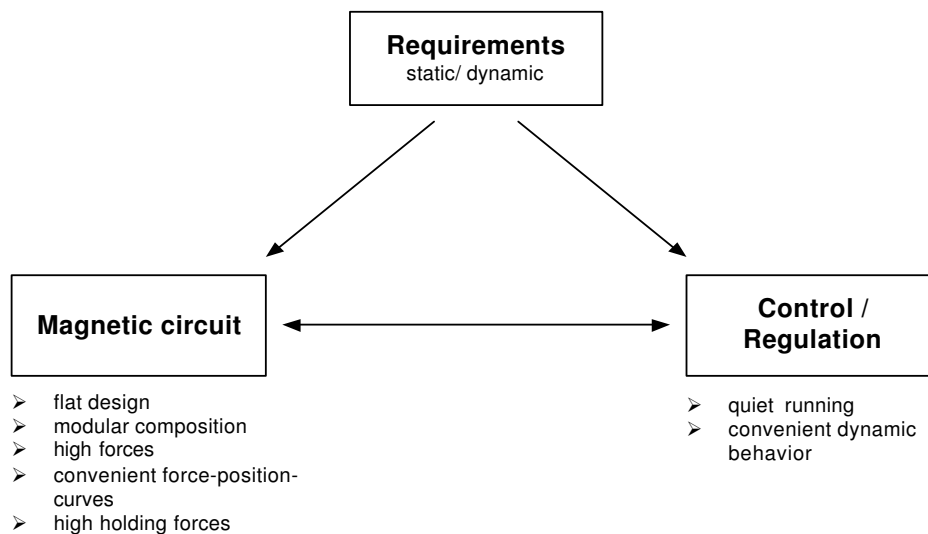 Requirements
static/ dynamic
Magnetic circuit
Control /
Regulation
➢ flat design
➢ modular composition
➢ high forces
➢ convenient force-position-
curves
➢ high holding forces
➢ quiet running
➢ convenient dynamic
behavior